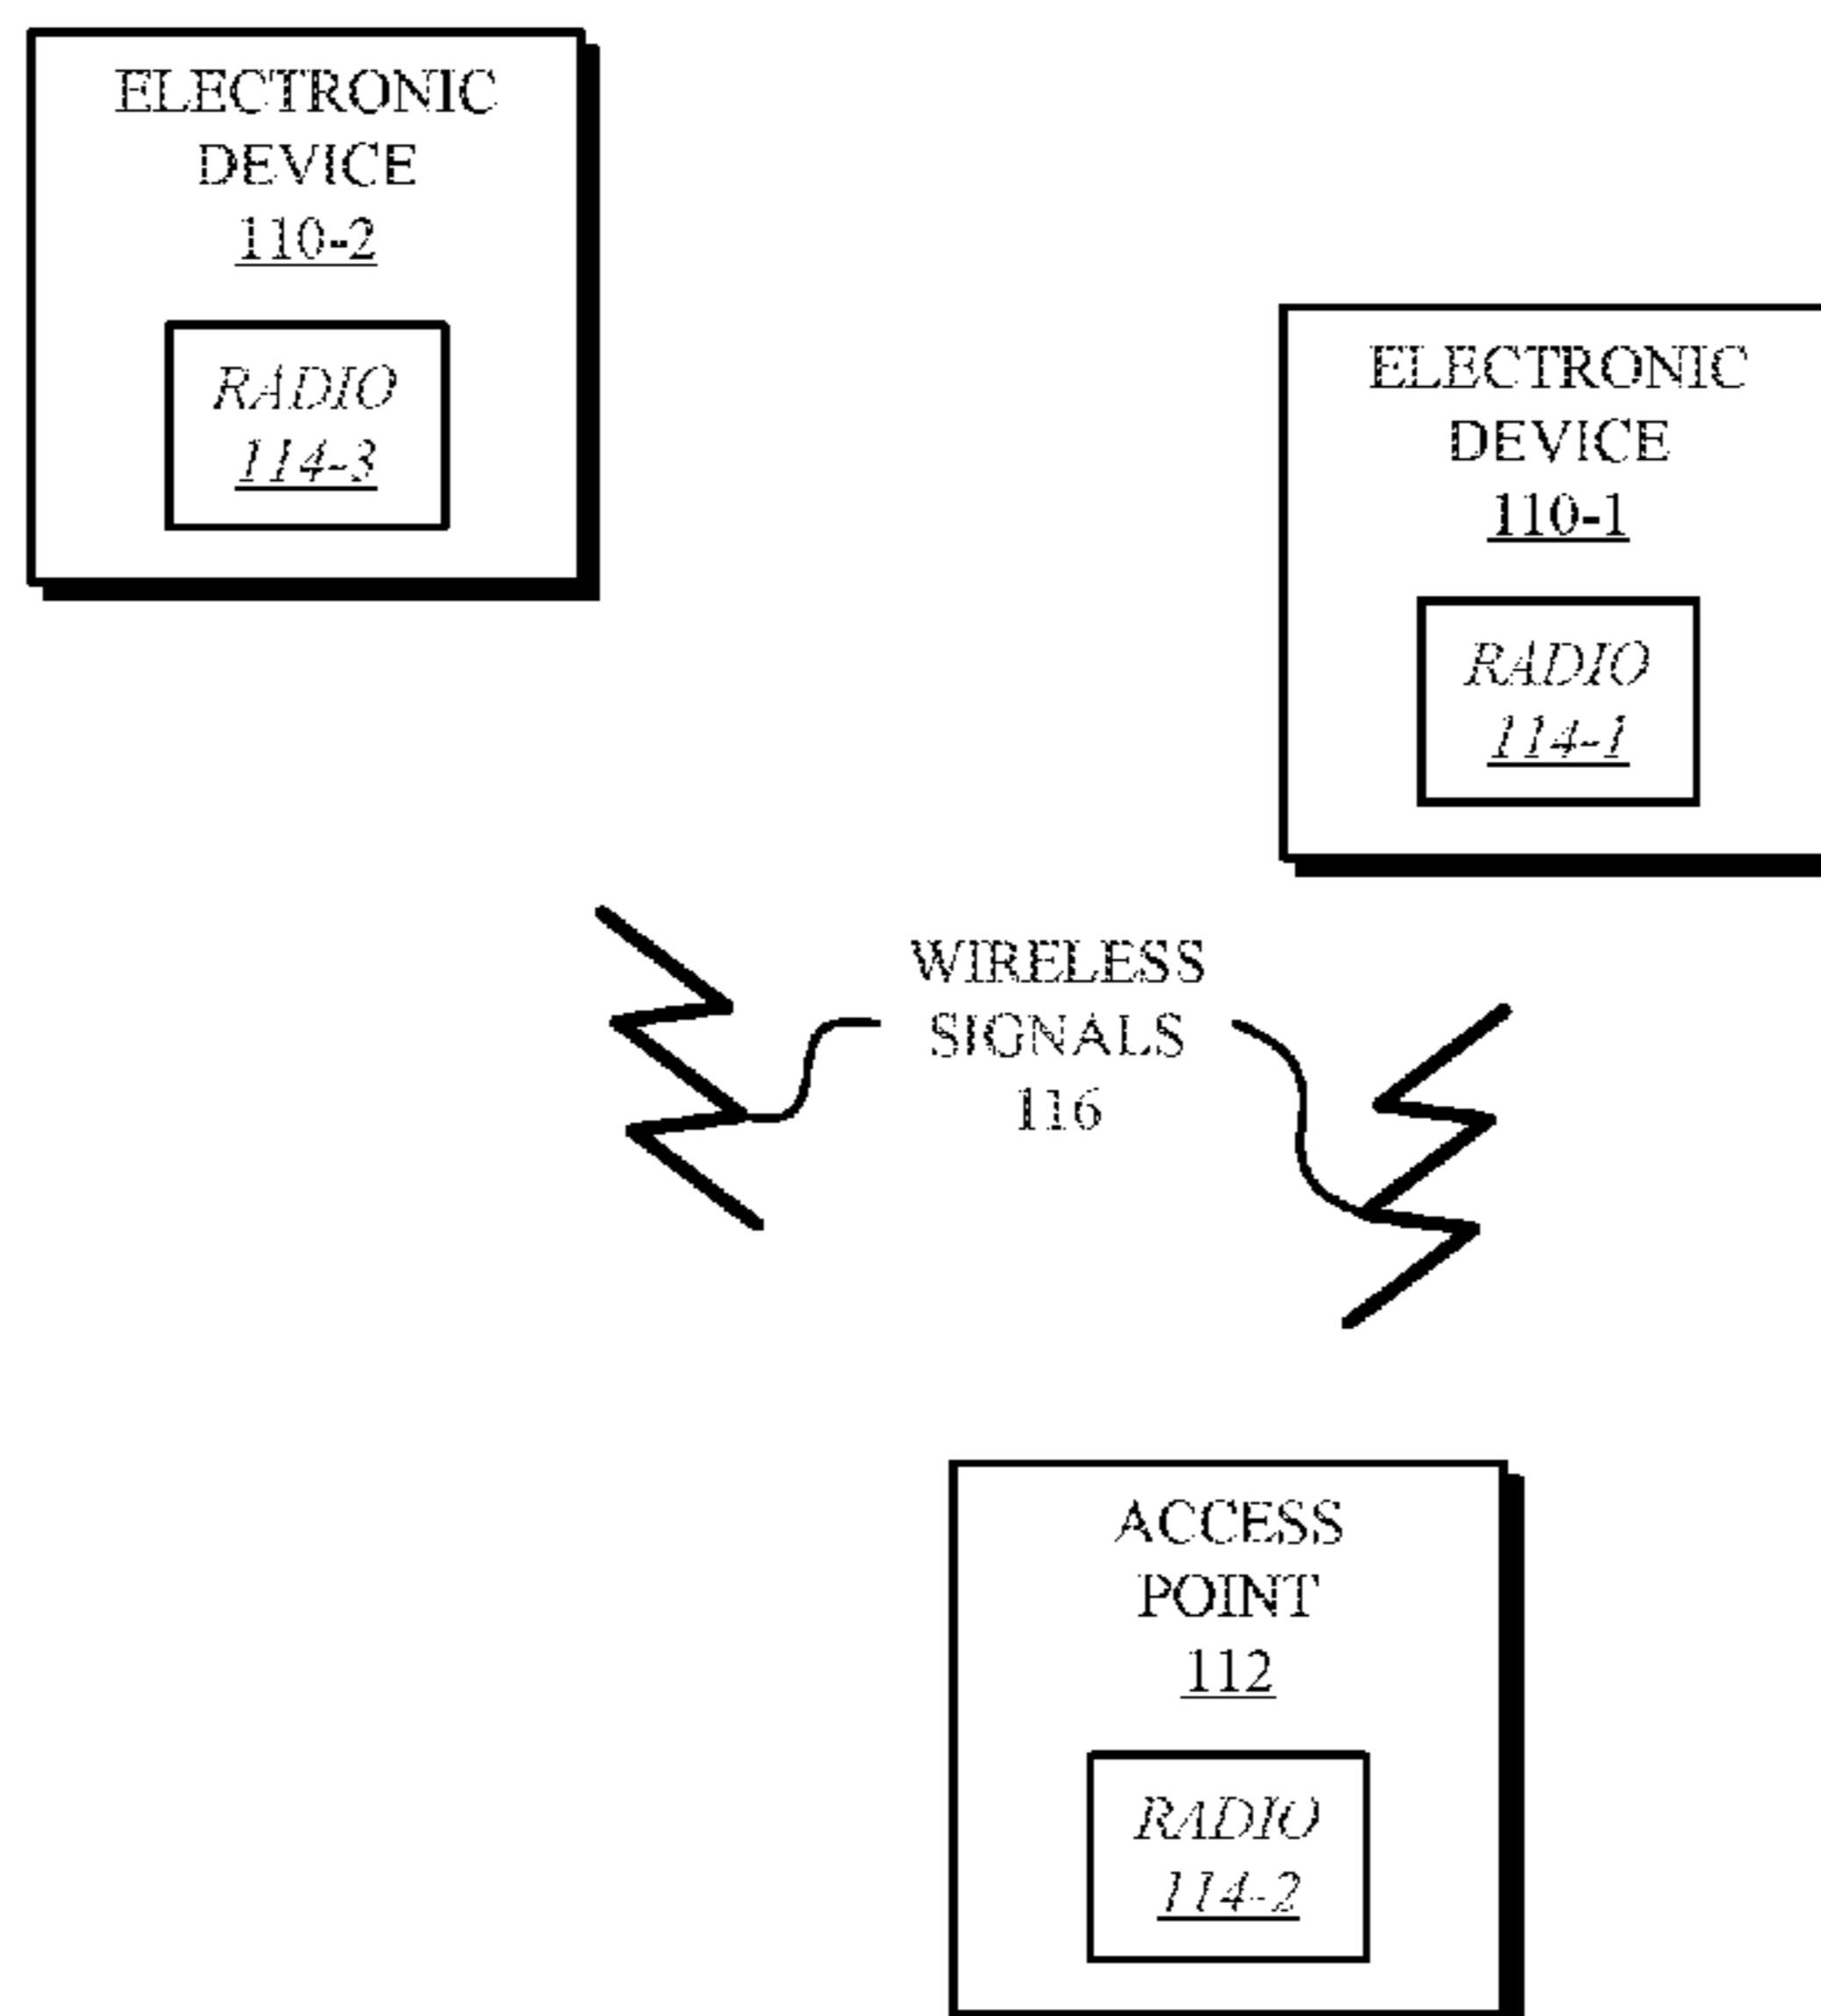 ELECTRONIC
DEVICE
110-2
RADIO
114-3
ELECTRONIC
DEVICE
110-1
RADIO
114-1
WIRELESS
SIGNALS
116
ACCESS
POINT
112
RADIO
114-2